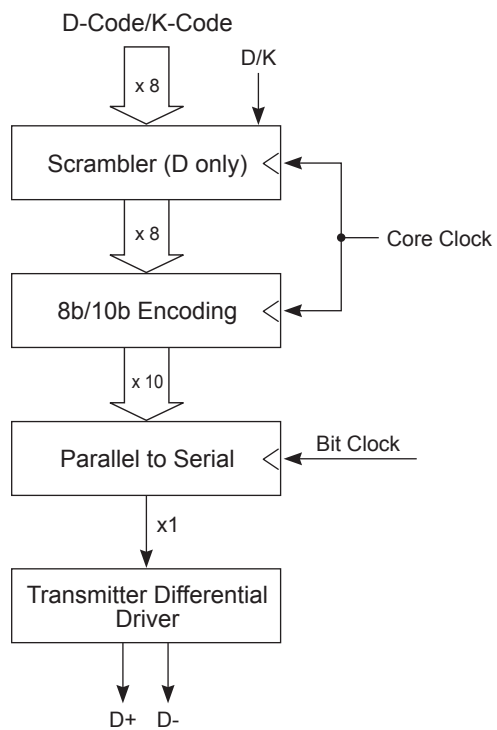 D-Code/K-Code
x 8
D/K
Scrambler (D only)
x 8
Core Clock
8b/10b Encoding
x 10
Parallel to Serial
Bit Clock
x1
Transmitter Differential
Driver
D+ D-